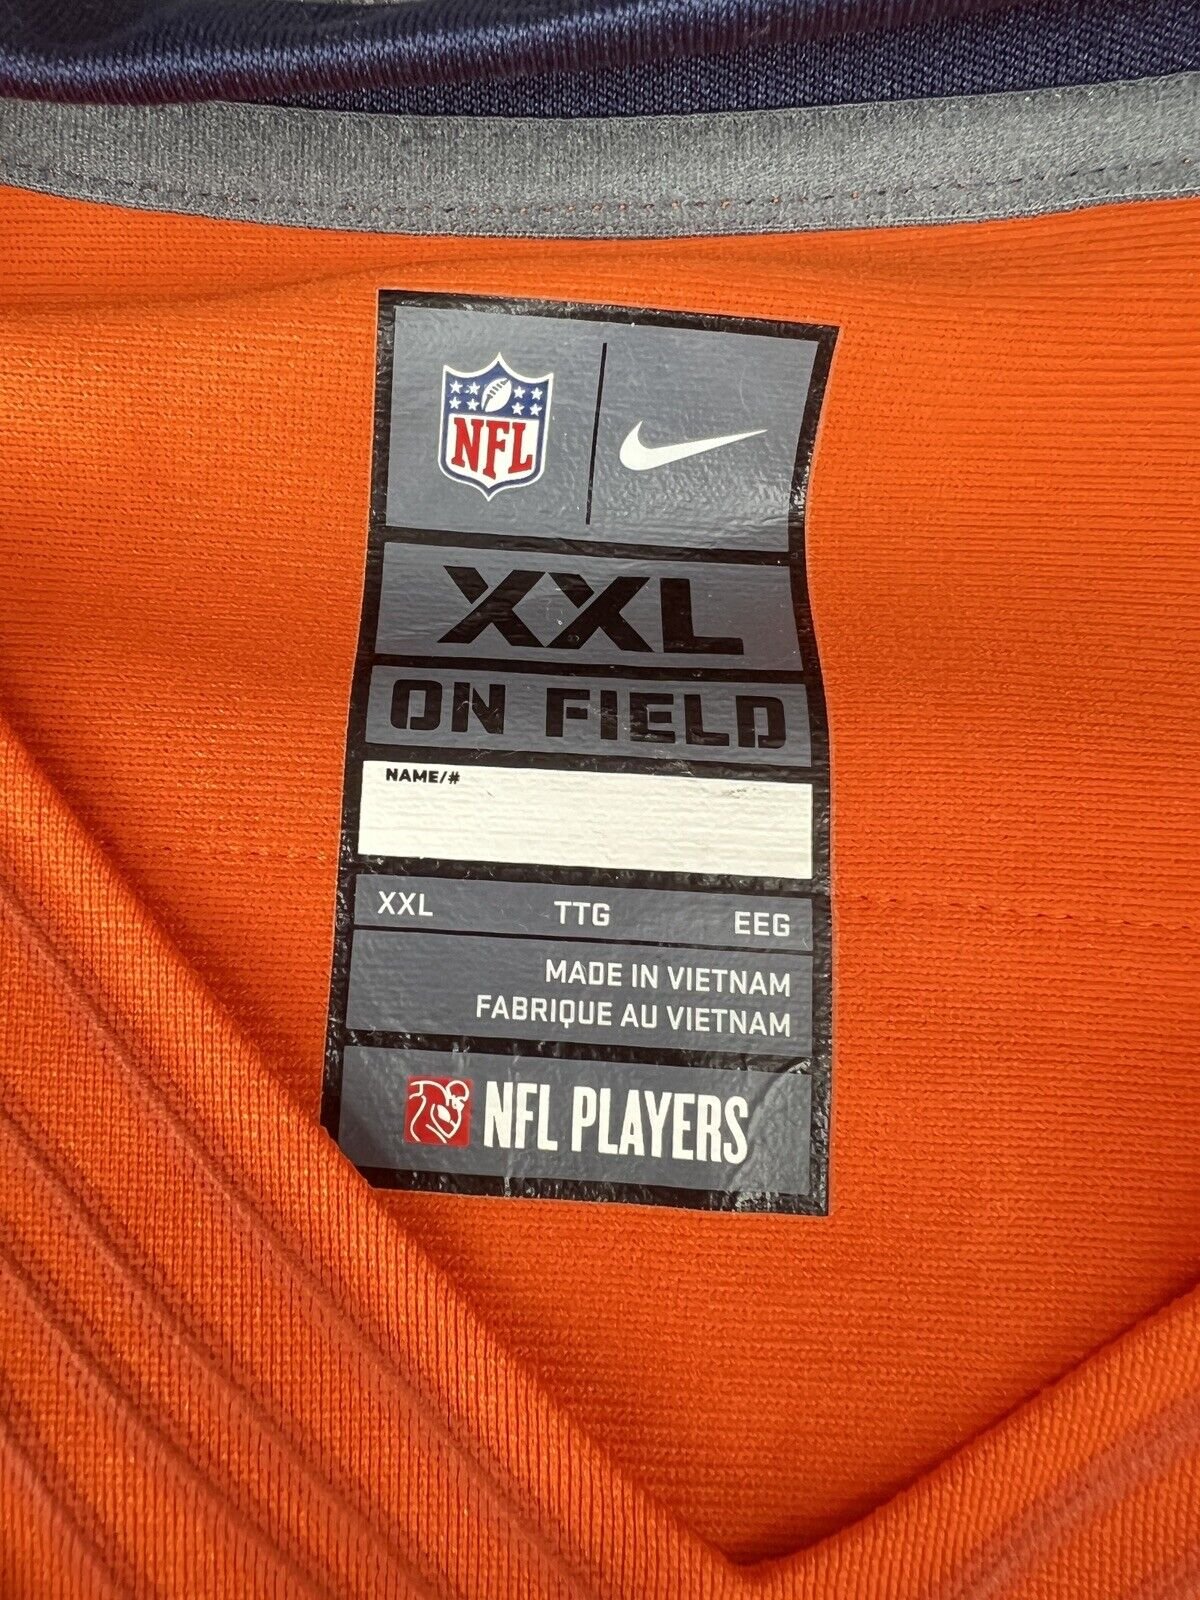 NFL
XXL
ON FIELD
NAME/#
XXL TTG EEG
MADE IN VIETNAM
FABRIQUE AU VIETNAM
NFL PLAYERS